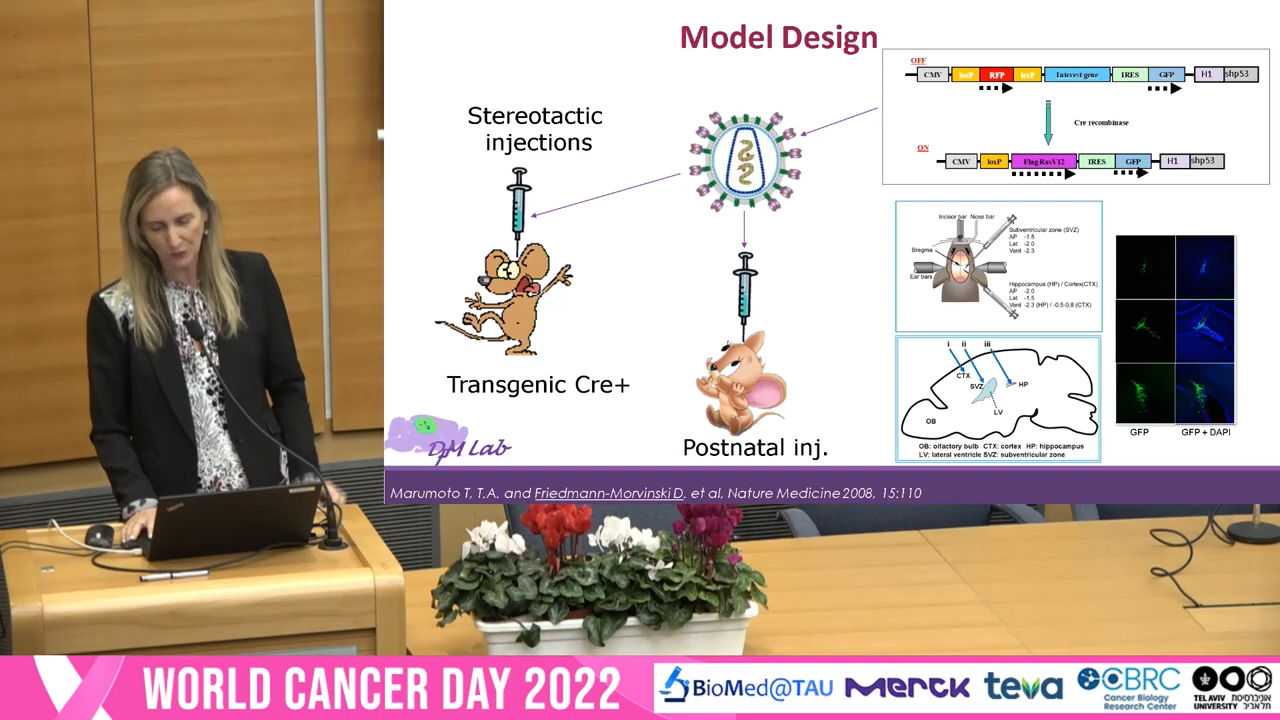 Model Design
OFF
CMV loxP RFP loxP Interest gene IRES GFP H1 shp53
Cre recombinase
ON
CMV loxP Flag RasV12 IRES GFP H1 shp53
Stereotactic
injections
Transgenic Cre+
Postnatal inj.
Incisor bar Nose bar
Bregma
Ear bars
Subventricular zone (SVZ)
AP -1.5
Lat -2.0
Vent -2.3
Hippocampus (HP) / Cortex(CTX)
AP -2.0
Lat -1.5
Vent -2.3 (HP) / -0.5-0.8 (CTX)
i ii iii
CTX
SVZ
HP
LV
OB
OB: olfactory bulb CTX: cortex HP: hippocampus
LV: lateral ventricle SVZ: subventricular zone
GFP GFP + DAPI
DFM Lab
Marumoto T, T.A. and Friedmann-Morvinski D. et al, Nature Medicine 2008, 15:110
WORLD CANCER DAY 2022
BioMed@TAU
MERCK
teva
CBRC
Cancer Biology
Research Center
TEL AVIV אוניברסיטת
UNIVERSITY תל אביב